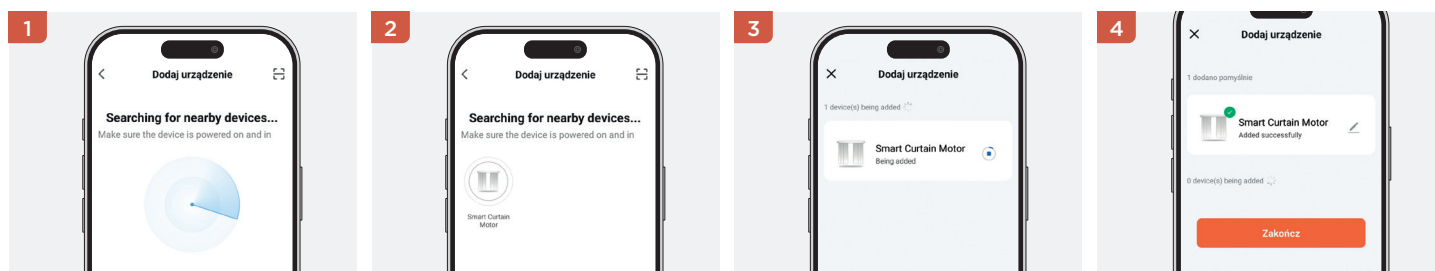 1
Dodaj urządzenie
Searching for nearby devices...
Make sure the device is powered on and in
2
Dodaj urządzenie
Searching for nearby devices...
Make sure the device is powered on and in
Smart Curtain
Motor
3
Dodaj urządzenie
1 device(s) being added
Smart Curtain Motor
Being added
4
Dodaj urządzenie
1 dodano pomyślnie
Smart Curtain Motor
Added successfully
0 device(s) being added
Zakończ